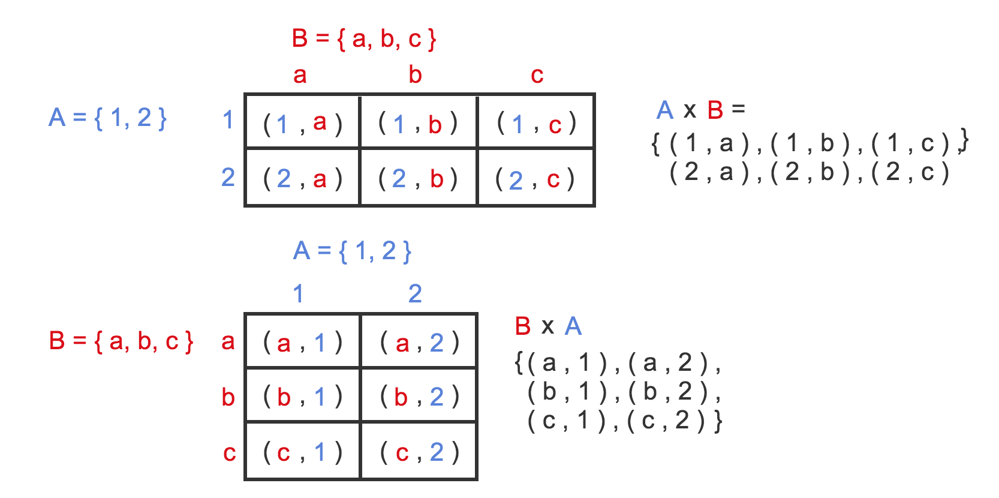 B = { a, b, c }
a b c
A = { 1, 2 } 1 ( 1 , a ) ( 1 , b ) ( 1 , c )
2 ( 2 , a ) ( 2 , b ) ( 2 , c )
A x B =
{ ( 1 , a ) , ( 1 , b ) , ( 1 , c ) , }
( 2 , a ) , ( 2 , b ) , ( 2 , c )
A = { 1, 2 }
1 2
B = { a, b, c } a ( a , 1 ) ( a , 2 )
b ( b , 1 ) ( b , 2 )
c ( c , 1 ) ( c , 2 )
B x A
{ ( a , 1 ) , ( a , 2 ) ,
( b , 1 ) , ( b , 2 ) ,
( c , 1 ) , ( c , 2 ) }